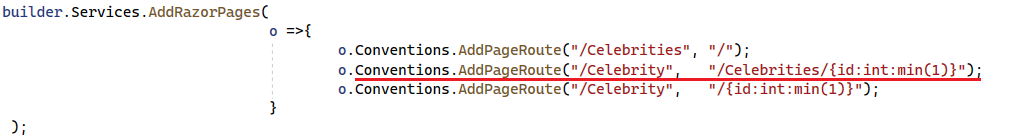 builder.Services.AddRazorPages(
o =>{
o.Conventions.AddPageRoute("/Celebrities", "/");
o.Conventions.AddPageRoute("/Celebrity", "/Celebrities/{id:int:min(1)}");
o.Conventions.AddPageRoute("/Celebrity", "/{id:int:min(1)}");
}
);